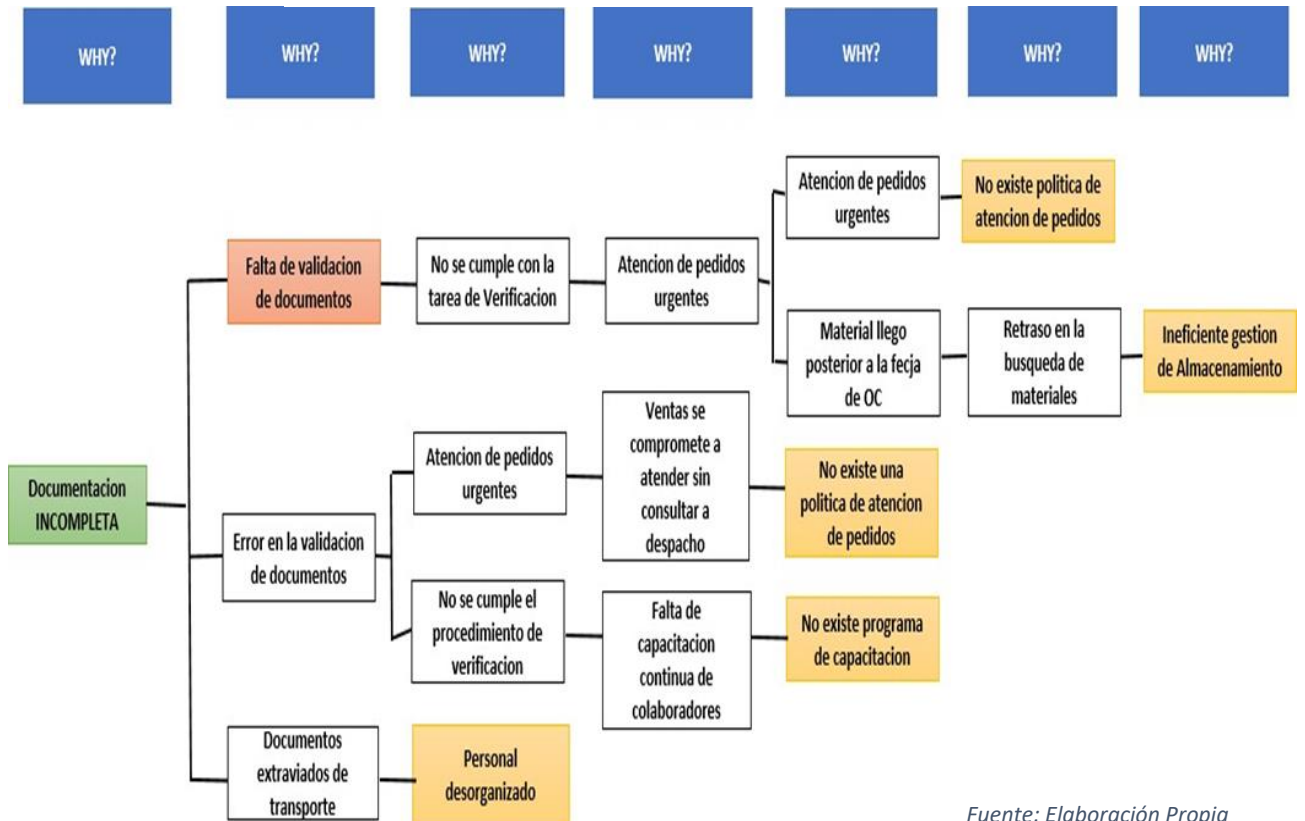 WHY?
WHY?
WHY?
WHY?
WHY?
WHY?
WHY?
Documentacion
INCOMPLETA
Falta de validacion
de documentos
No se cumple con la
tarea de Verificacion
Atencion de pedidos
urgentes
Atencion de pedidos
urgentes
No existe politica de
atencion de pedidos
Material llego
posterior a la fecja
de OC
Retraso en la
busqueda de
materiales
Ineficiente gestion
de Almacenamiento
Error en la validacion
de documentos
Atencion de pedidos
urgentes
Ventas se
compromete a
atender sin
consultar a
despacho
No existe una
politica de atencion
de pedidos
No se cumple el
procedimiento de
verificacion
Falta de
capacitacion
continua de
colaboradores
No existe programa
de capacitacion
Documentos
extraviados de
transporte
Personal
desorganizado
Fuente: Elaboración Propia